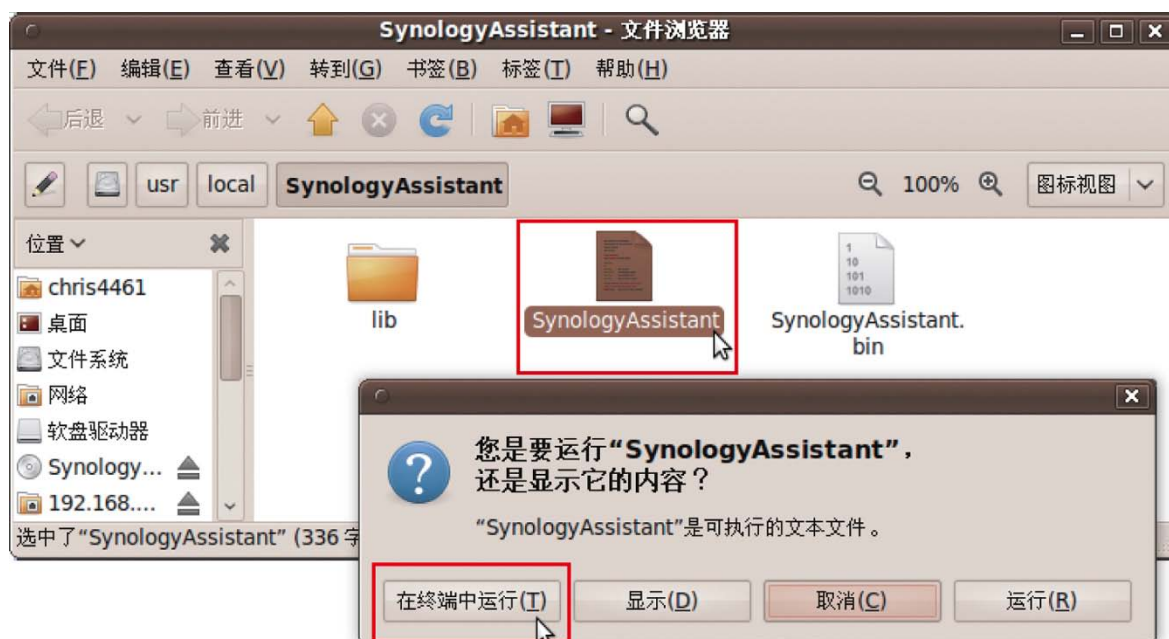 SynologyAssistant - 文件浏览器
文件(F) 编辑(E) 查看(V) 转到(G) 书签(B) 标签(T) 帮助(H)
后退 前进
usr local SynologyAssistant 100% 图标视图
位置
chris4461
桌面
文件系统
网络
软盘驱动器
Synology...
192.168....
lib
SynologyAssistant
1
10
101
1010
SynologyAssistant.
bin
选中了“SynologyAssistant” (336 字
您是要运行“SynologyAssistant”，
还是显示它的内容？
“SynologyAssistant”是可执行的文本文件。
在终端中运行(T) 显示(D) 取消(C) 运行(R)